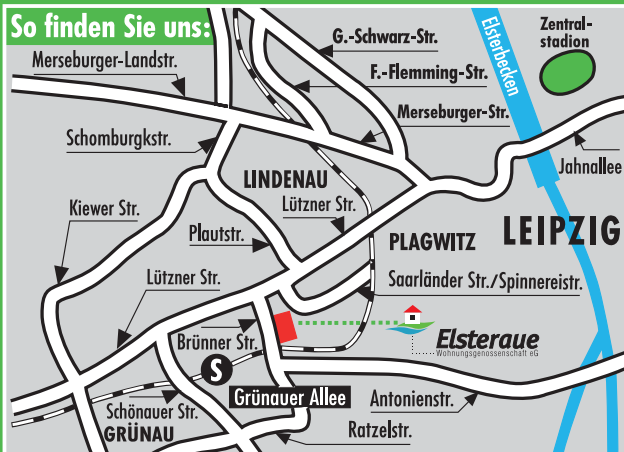 So finden Sie uns:
G.-Schwarz-Str.
Zentral-
stadion
Elsterbecken
Merseburger-Landstr.
F.-Flemming-Str.
Merseburger-Str.
Schomburgkstr.
Jahnallee
LINDENAU
Kiewer Str.
Lützner Str.
Plautstr.
PLAGWITZ
LEIPZIG
Lützner Str.
Saarländer Str./Spinnereistr.
Brünner Str.
Elsteraue
Wohnungsgenossenschaft eG
S
Grünauer Allee
Schönauer Str.
Antonienstr.
GRÜNAU
Ratzelstr.